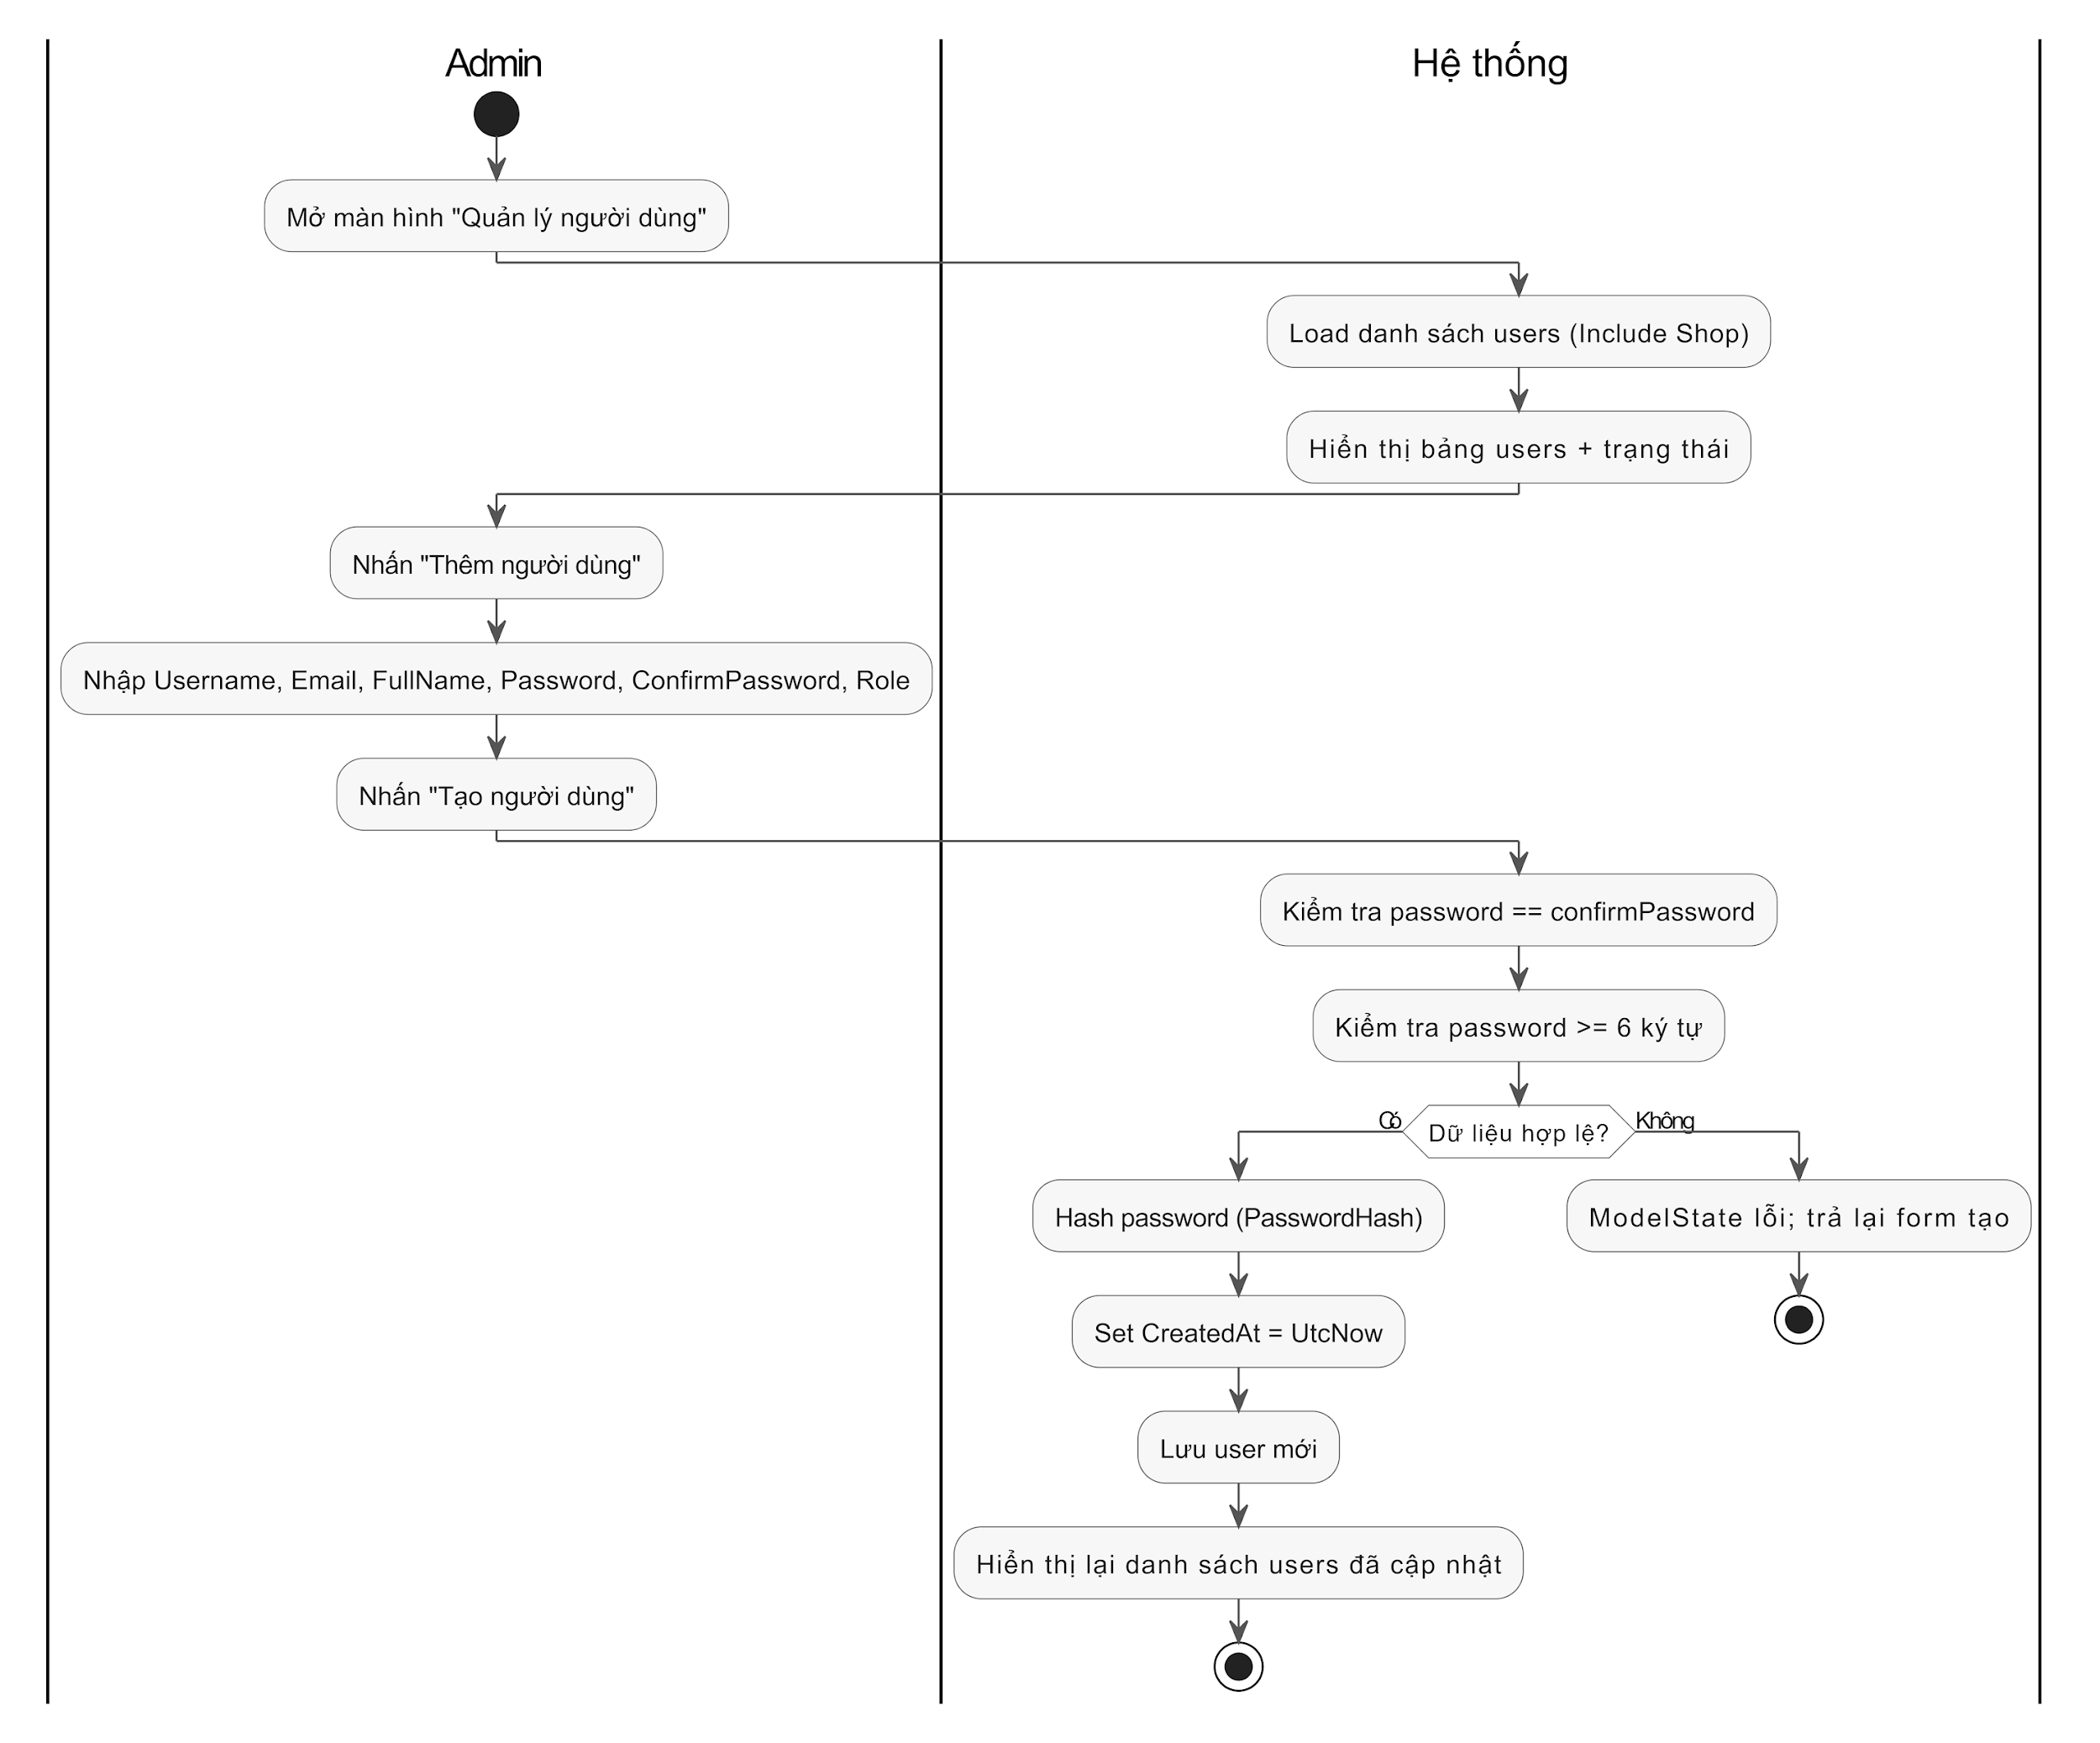 Admin
Hệ thống
Mở màn hình "Quản lý người dùng"
Load danh sách users (Include Shop)
Hiển thị bảng users + trạng thái
Nhấn "Thêm người dùng"
Nhập Username, Email, FullName, Password, ConfirmPassword, Role
Nhấn "Tạo người dùng"
Kiểm tra password == confirmPassword
Kiểm tra password >= 6 ký tự
Có
Dữ liệu hợp lệ?
Không
Hash password (PasswordHash)
ModelState lỗi; trả lại form tạo
Set CreatedAt = UtcNow
Lưu user mới
Hiển thị lại danh sách users đã cập nhật